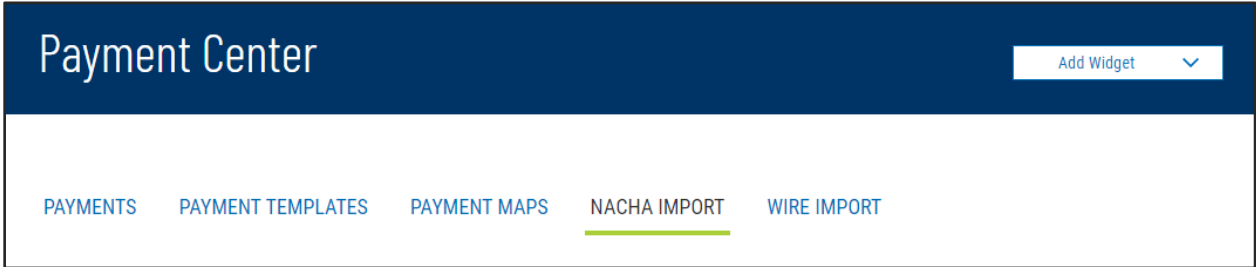 Payment Center
Add Widget
PAYMENTS PAYMENT TEMPLATES PAYMENT MAPS NACHA IMPORT WIRE IMPORT